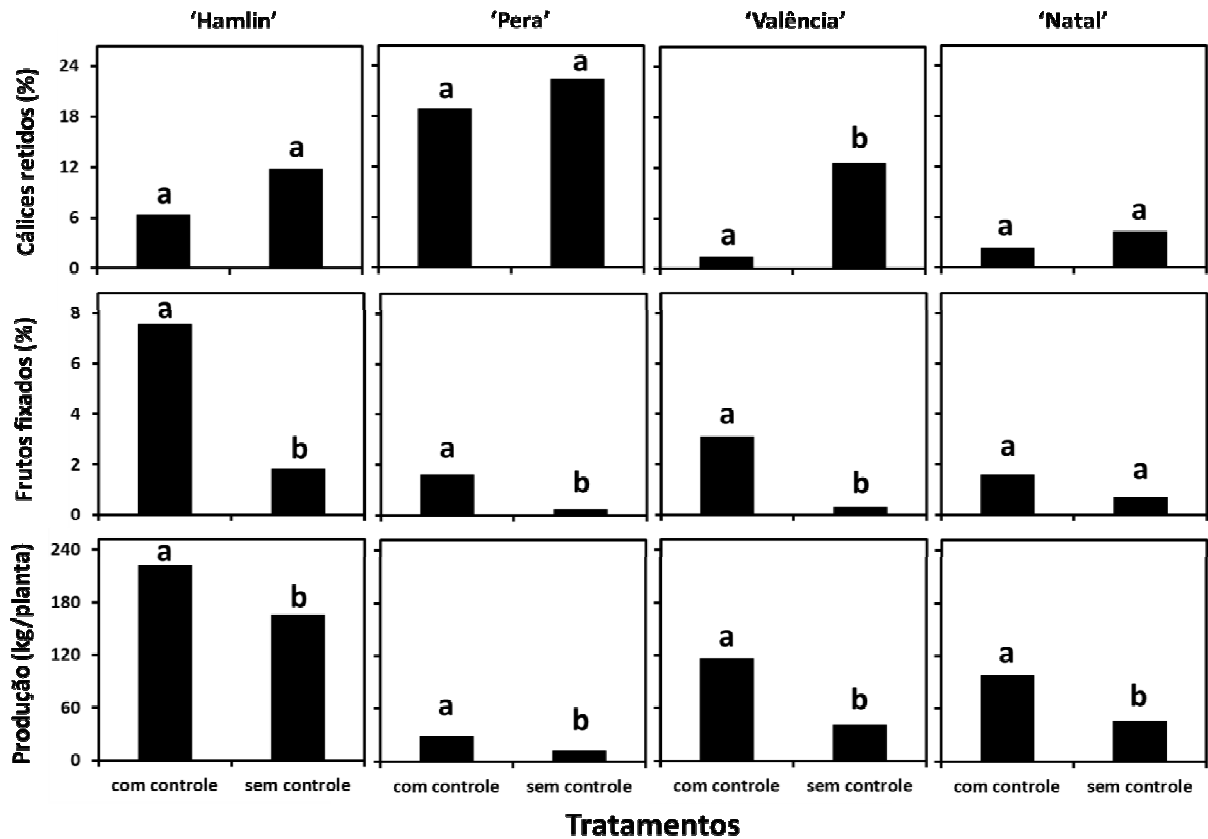 ‘Hamlin’ ‘Pera’ ‘Valência’ ‘Natal’
Cálices retidos (%)
24
18
12
6
0
a a
a a
a b
a a
Frutos fixados (%)
8
6
4
2
0
a b
a b
a b
a a
Produção (kg/planta)
240
180
120
60
0
a b
a b
a b
a b
com controle sem controle com controle sem controle com controle sem controle com controle sem controle
Tratamentos